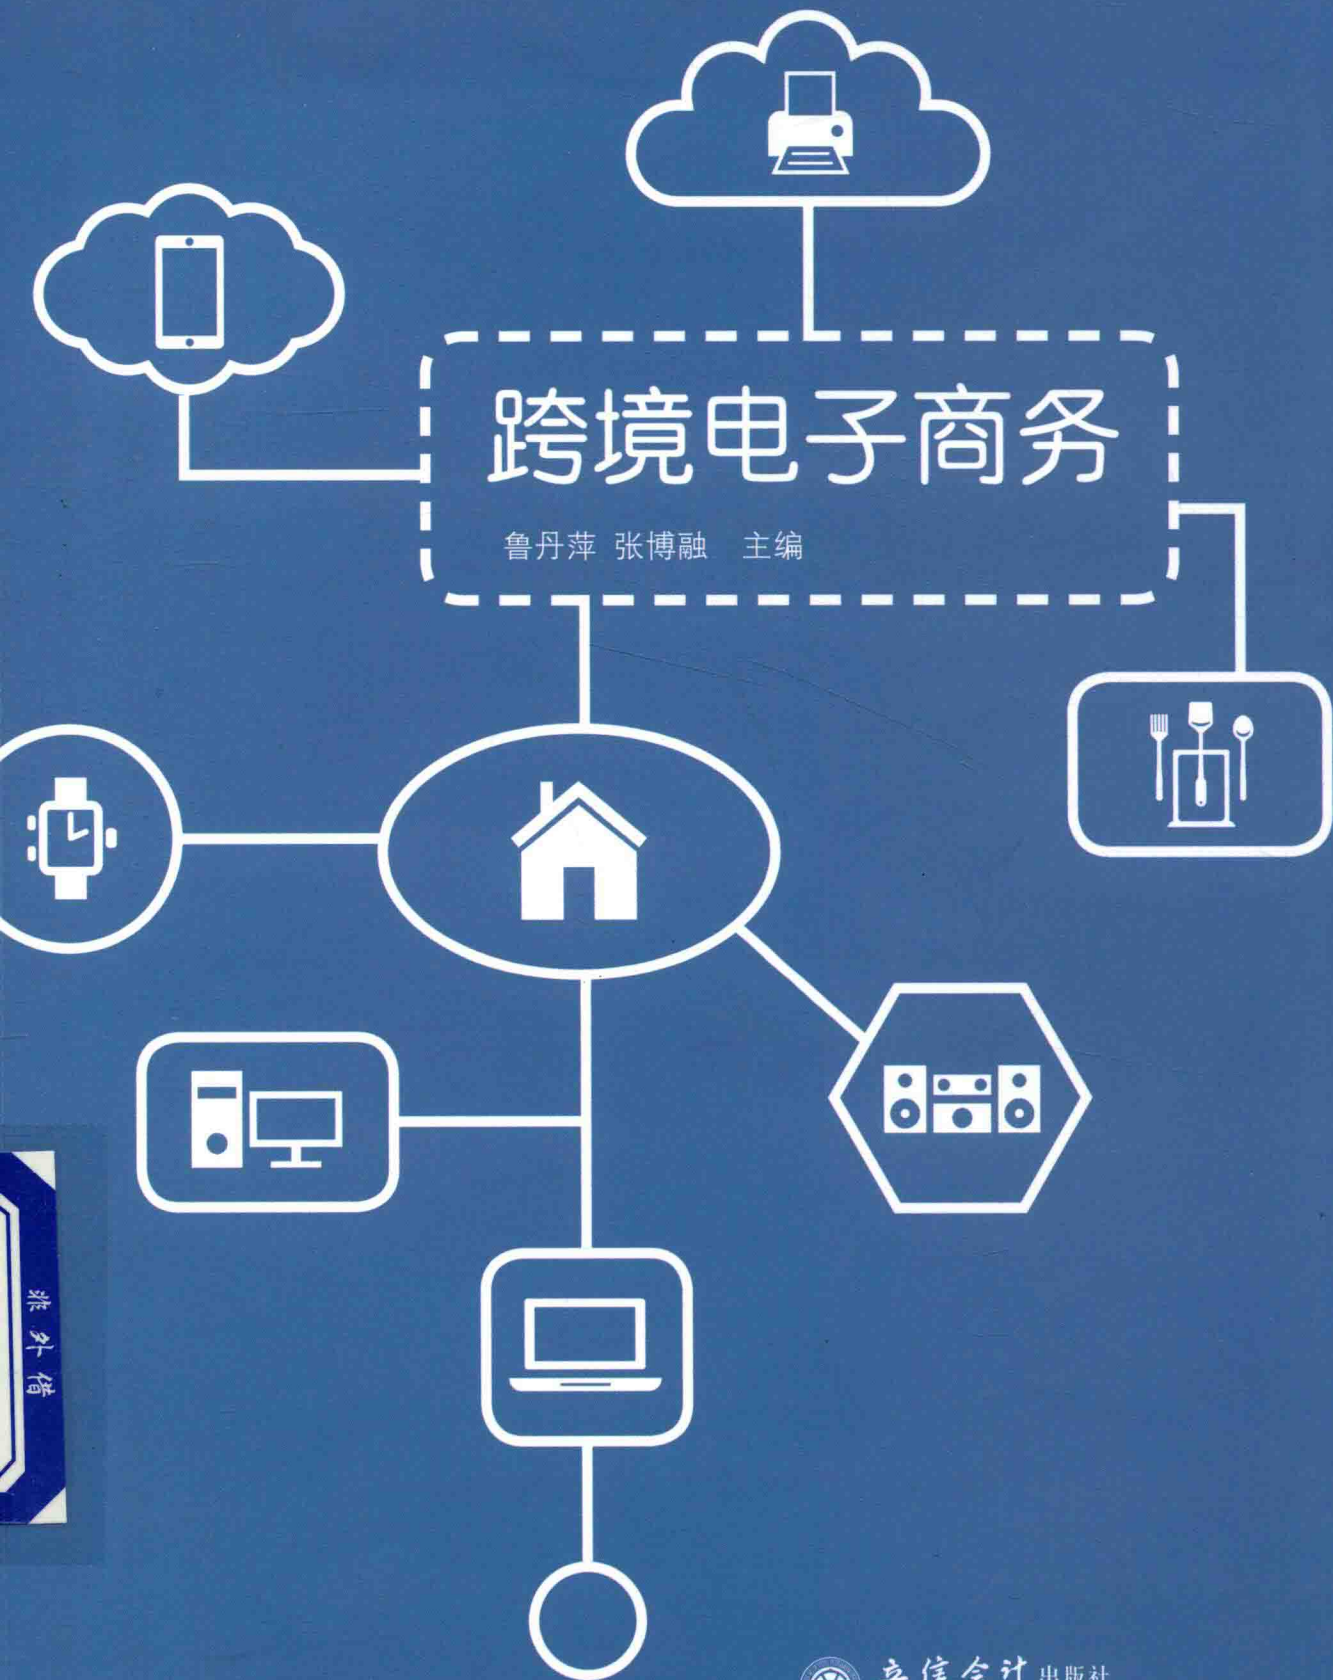 跨境电子商务
鲁丹萍 张博融 主编
非外借
立信会计出版社